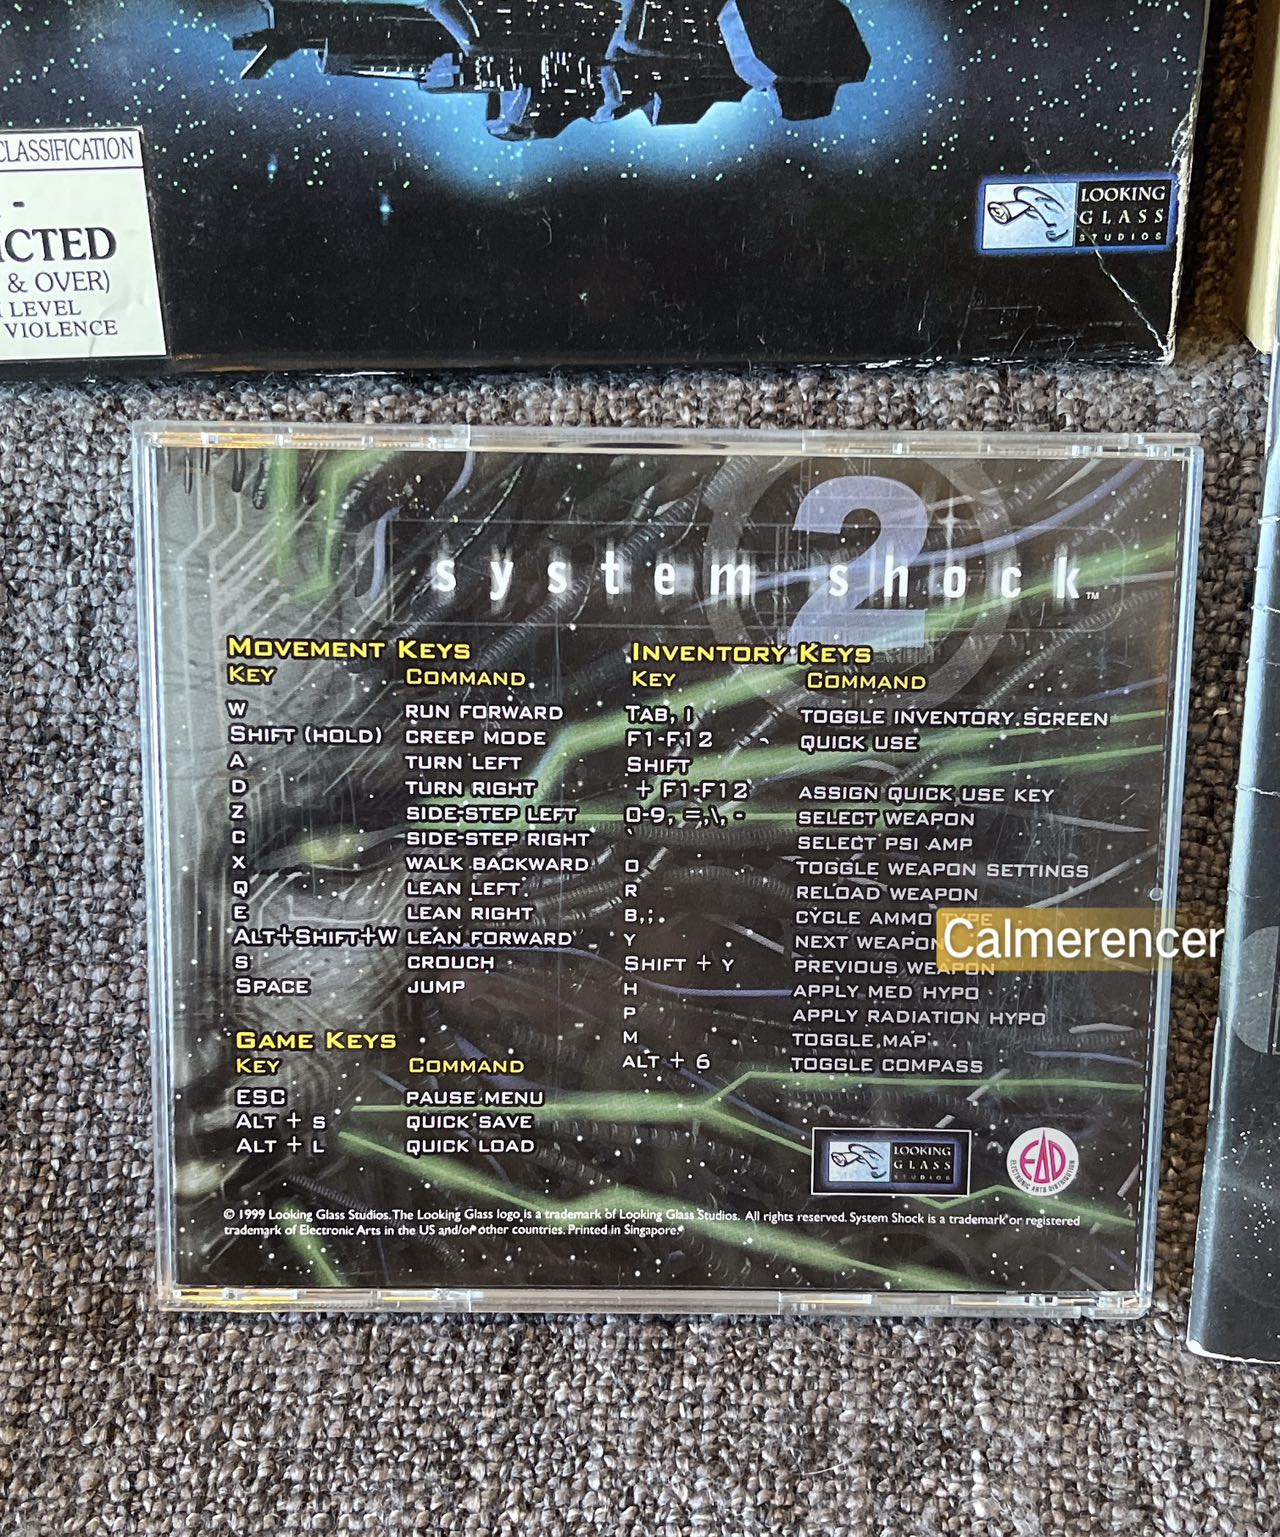 CLASSIFICATION
ICTED
& OVER)
LEVEL
VIOLENCE
LOOKING
GLASS
STUDIOS
2
system shock™
MOVEMENT KEYS
KEY COMMAND
W RUN FORWARD
SHIFT (HOLD) CREEP MODE
A TURN LEFT
D TURN RIGHT
Z SIDE-STEP LEFT
C SIDE-STEP RIGHT
X WALK BACKWARD
Q LEAN LEFT
E LEAN RIGHT
ALT+SHIFT+W LEAN FORWARD
S CROUCH
SPACE JUMP
GAME KEYS
KEY COMMAND
ESC PAUSE MENU
ALT + S QUICK SAVE
ALT + L QUICK LOAD
INVENTORY KEYS
KEY COMMAND
TAB, I TOGGLE INVENTORY SCREEN
F1-F12 QUICK USE
SHIFT
+ F1-F12 ASSIGN QUICK USE KEY
0-9, =,\, - SELECT WEAPON
` SELECT PSI AMP
O TOGGLE WEAPON SETTINGS
R RELOAD WEAPON
B,; CYCLE AMMO TYPE
Y NEXT WEAPON
SHIFT + Y PREVIOUS WEAPON
H APPLY MED HYPO
P APPLY RADIATION HYPO
M TOGGLE MAP
ALT + 6 TOGGLE COMPASS
Calmerencer
LOOKING
GLASS
STUDIOS
EAD
ELECTRONIC ARTS DISTRIBUTION
© 1999 Looking Glass Studios. The Looking Glass logo is a trademark of Looking Glass Studios. All rights reserved. System Shock is a trademark or registered
trademark of Electronic Arts in the US and/or other countries. Printed in Singapore.